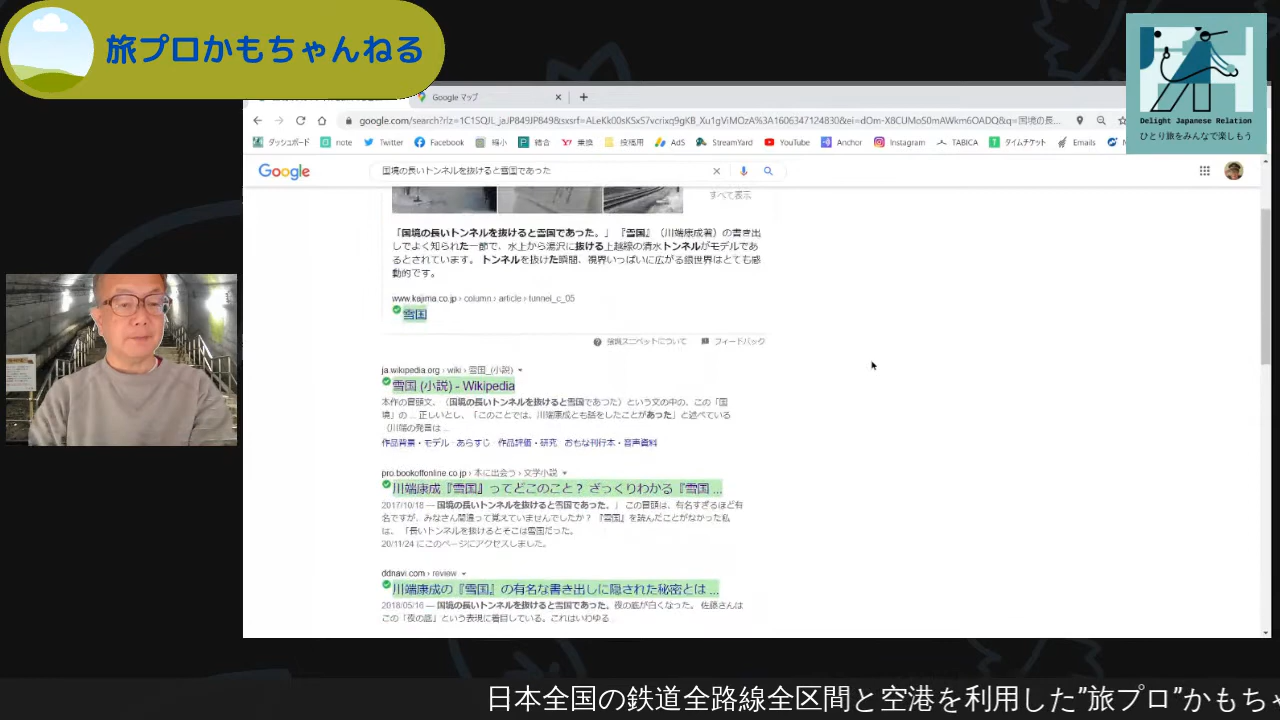 旅プロかもちゃんねる
Delight Japanese Relation
ひとり旅をみんなで楽しもう
Google マップ
google.com/search?rlz=1C1SQJL_jaJP849JP849&sxsrf=ALeKk00sKSxS7vcrixq9gKB_Xu1gViMOzA%3A1606347124830&ei=dOm-X8CUMoS0mAWkm6OADQ&q=国境の長い...
ダッシュボード note Twitter Facebook 縮小 結合 乗換 投稿用 AdS StreamYard YouTube Anchor Instagram TABICA タイムチケット Emails
Google
国境の長いトンネルを抜けると雪国であった
すべて表示
「国境の長いトンネルを抜けると雪国であった。」『雪国』（川端康成著）の書き出
しでよく知られた一節で、水上から湯沢に抜ける上越線の清水トンネルがモデルであ
るとされています。 トンネルを抜けた瞬間、視界いっぱいに広がる銀世界はとても感
動的です。
www.kajima.co.jp › column › article › tunnel_c_05
雪国
強調スニペットについて フィードバック
ja.wikipedia.org › wiki › 雪国_(小説)
雪国 (小説) - Wikipedia
本作の冒頭文、（国境の長いトンネルを抜けると雪国であつた）という文の中の、この「国
境」の ... 正しいとし、「このことでは、川端康成とも話をしたことがあった」と述べている
（川端の発言は ...
作品背景・モデル あらすじ 作品評価・研究 おもな刊行本・音声資料
pro.bookoffonline.co.jp › 本に出会う › 文学小説
川端康成『雪国』ってどこのこと？ ざっくりわかる『雪国 ...
2017/10/18 — 国境の長いトンネルを抜けると雪国であった。」 この冒頭は、有名すぎるほど有
名ですが、みなさん間違って覚えていませんでしたか？ 『雪国』を読んだことがなかった私
は、「長いトンネルを抜けるとそこは雪国だった。
20/11/24 にこのページにアクセスしました。
ddnavi.com › review
川端康成の『雪国』の有名な書き出しに隠された秘密とは ...
2018/05/16 — 国境の長いトンネルを抜けると雪国であった。夜の底が白くなった。 佐藤さんは
この「夜の底」という表現に着目している。これはいわゆる
日本全国の鉄道全路線全区間と空港を利用した”旅プロ”かもちゃ